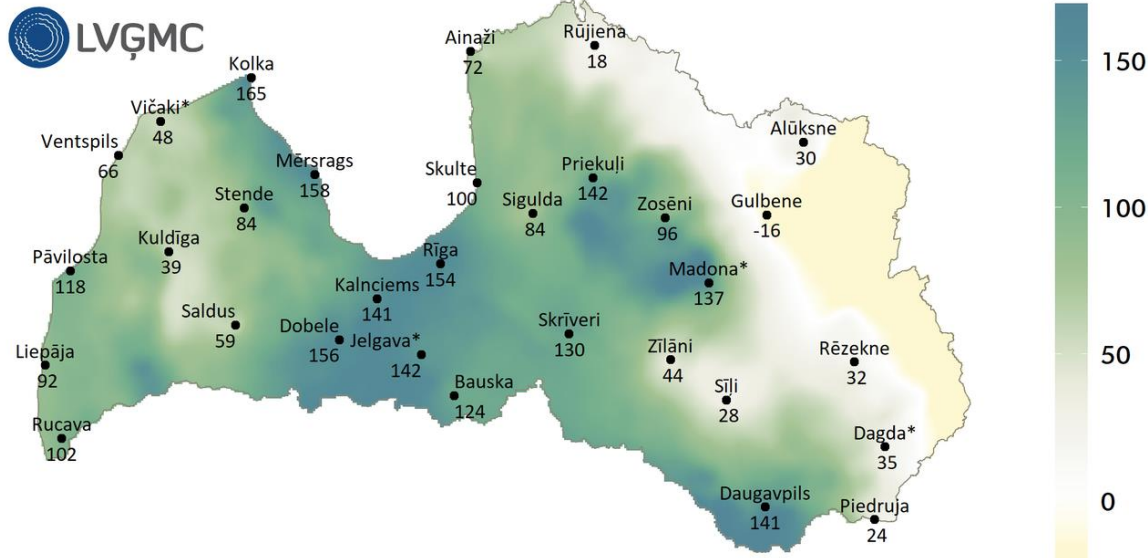 LVĢMC
Kolka
165
Vičaki*
48
Ventspils
66
Mērsrags
158
Stende
84
Kuldīga
39
Pāvilosta
118
Saldus
59
Liepāja
92
Rucava
102
Dobele
156
Kalnciems
141
Jelgava*
142
Rīga
154
Bauska
124
Ainaži
72
Rūjiena
18
Skulte
100
Sigulda
84
Priekuļi
142
Zosēni
96
Alūksne
30
Gulbene
-16
Madona*
137
Skrīveri
130
Zīlāni
44
Sīļi
28
Rēzekne
32
Dagda*
35
Daugavpils
141
Piedruja
24
150
100
50
0